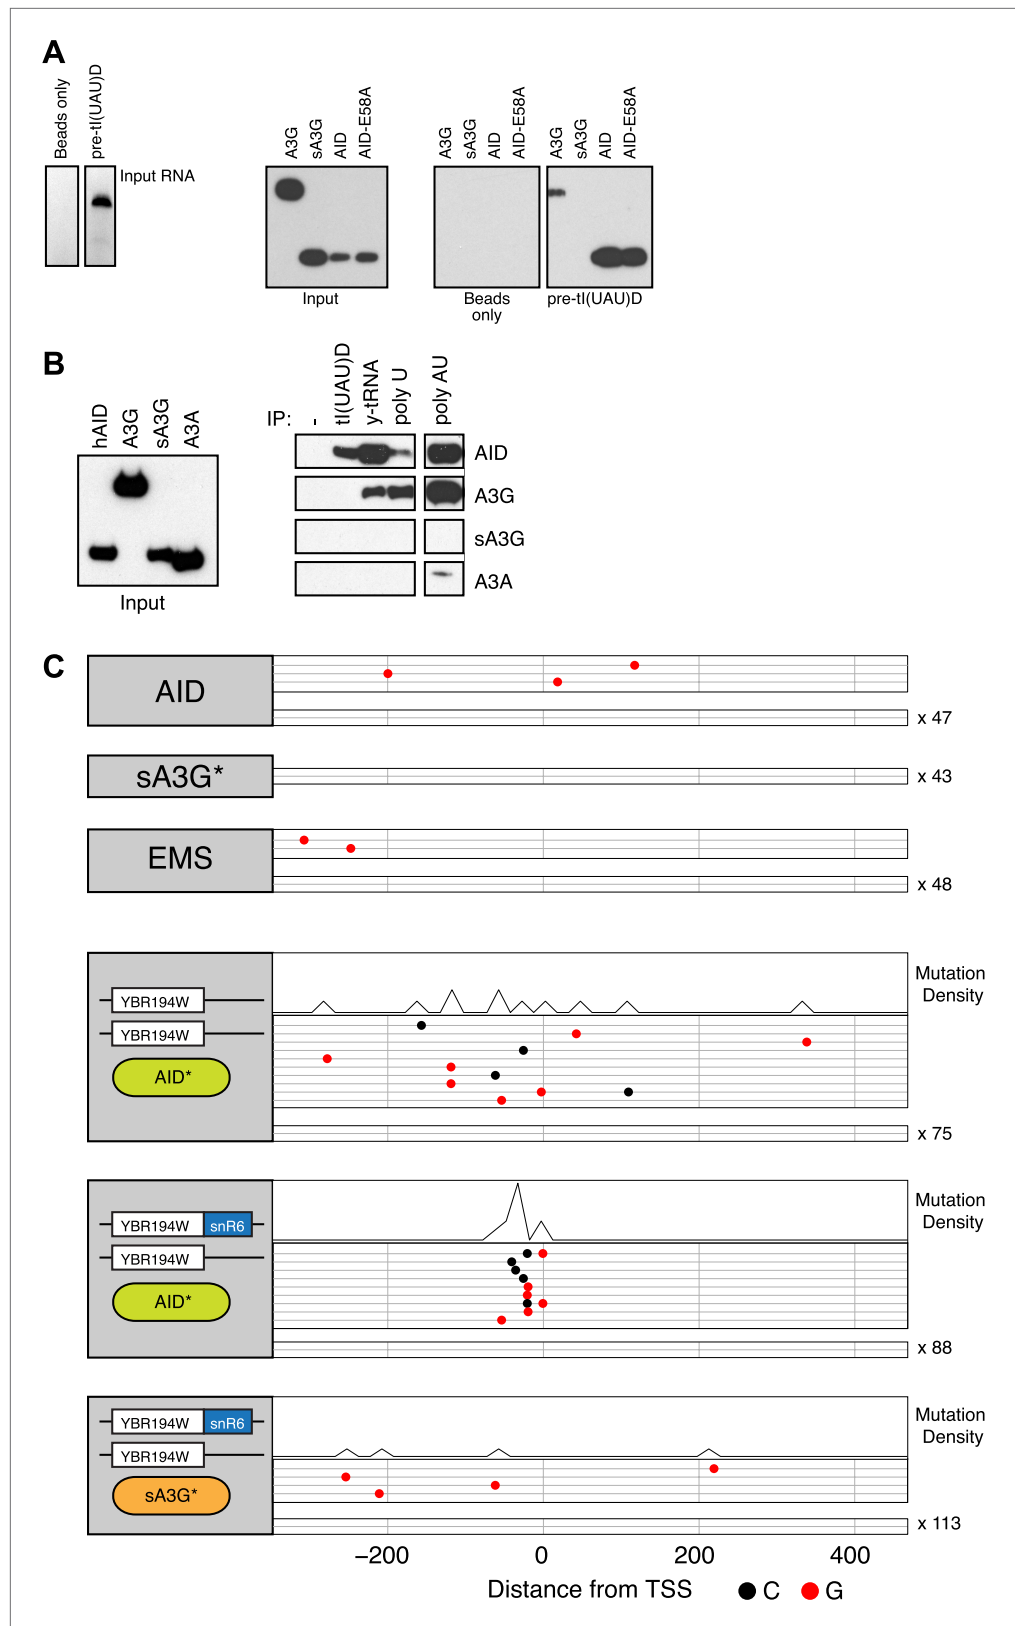 A
Beads only
pre-tI(UAU)D
Input RNA
A3G
sA3G
AID
AID-E58A
Input
A3G
sA3G
AID
AID-E58A
Beads
only
A3G
sA3G
AID
AID-E58A
pre-tI(UAU)D
B
hAID
A3G
sA3G
A3A
Input
IP:
-
tI(UAU)D
y-tRNA
poly U
poly AU
AID
A3G
sA3G
A3A
C
AID
x 47
sA3G*
x 43
EMS
x 48
YBR194W
YBR194W
AID*
Mutation
Density
x 75
YBR194W snR6
YBR194W
AID*
Mutation
Density
x 88
YBR194W snR6
YBR194W
sA3G*
Mutation
Density
x 113
−200 0 200 400
Distance from TSS
C G